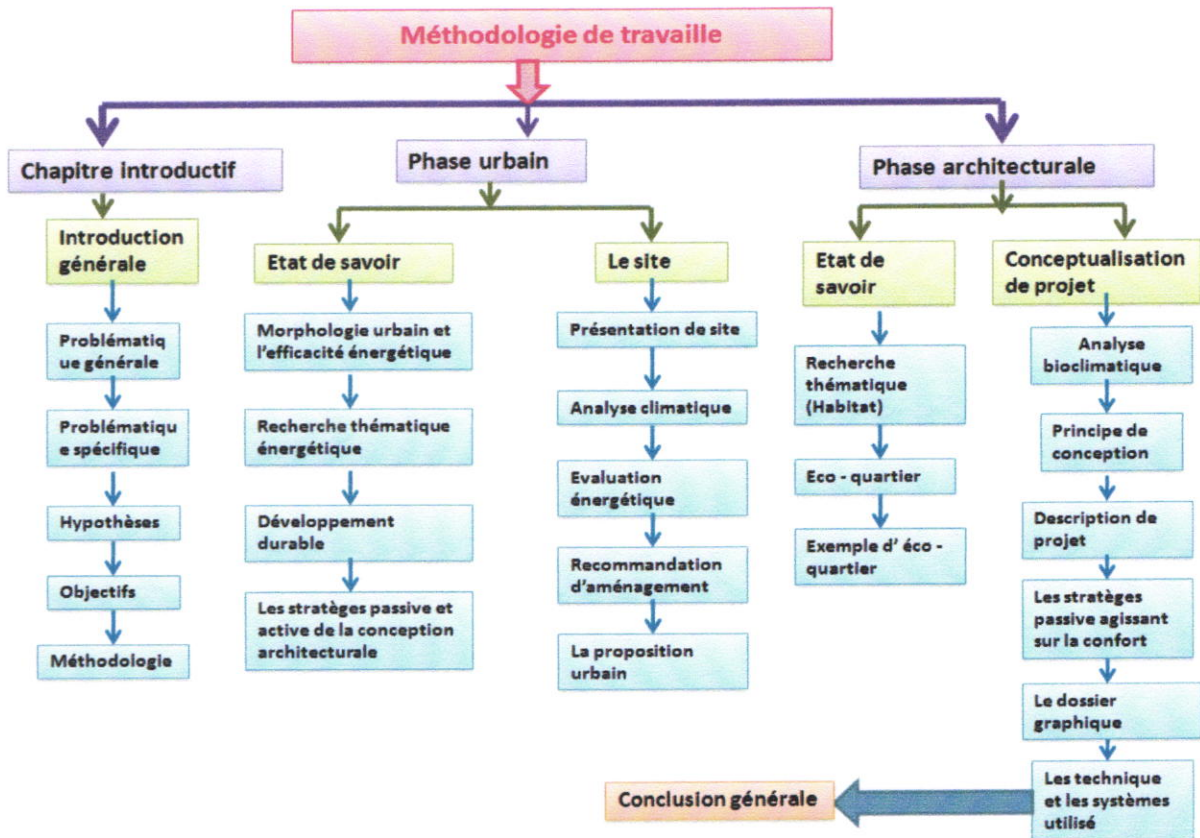 Méthodologie de travaille
Chapitre introductif
Phase urbain
Phase architecturale
Introduction
générale
Problématiq
ue générale
Problématiqu
e spécifique
Hypothèses
Objectifs
Méthodologie
Etat de savoir
Morphologie urbain et
l'efficacité énergétique
Recherche thématique
énergétique
Développement
durable
Les stratèges passive et
active de la conception
architecturale
Le site
Présentation de site
Analyse climatique
Evaluation
énergétique
Recommandation
d'aménagement
La proposition
urbain
Etat de
savoir
Recherche
thématique
(Habitat)
Eco - quartier
Exemple d' éco -
quartier
Conceptualisation
de projet
Analyse
bioclimatique
Principe de
conception
Description de
projet
Les stratèges
passive agissant
sur la confort
Le dossier
graphique
Les technique
et les systèmes
utilisé
Conclusion générale